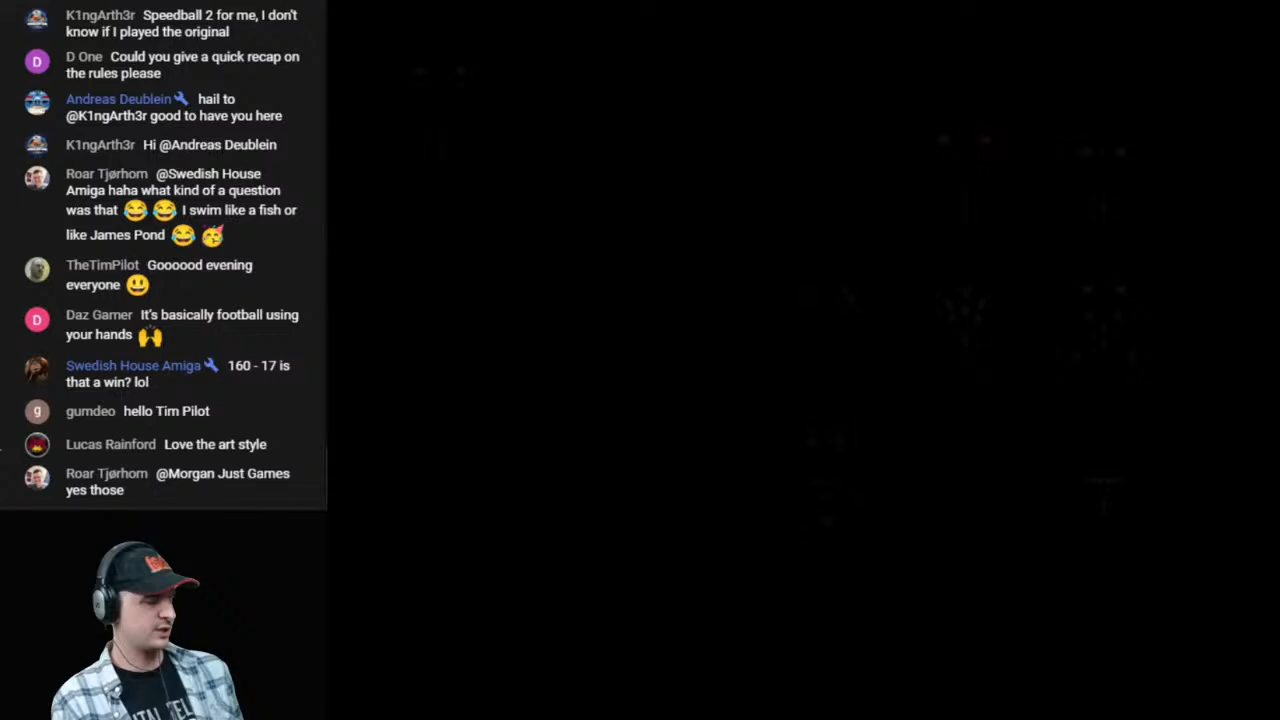 K1ngArth3r Speedball 2 for me, I don't
know if I played the original
D
D One Could you give a quick recap on
the rules please
Andreas Deublein hail to
@K1ngArth3r good to have you here
K1ngArth3r Hi @Andreas Deublein
Roar Tjørhom @Swedish House
Amiga haha what kind of a question
was that 😂 😂 I swim like a fish or
like James Pond 😂 🥳
TheTimPilot Goooood evening
everyone 😃
D
Daz Gamer It's basically football using
your hands 🙌
Swedish House Amiga 160 - 17 is
that a win? lol
g
gumdeo hello Tim Pilot
Lucas Rainford Love the art style
Roar Tjørhom @Morgan Just Games
yes those